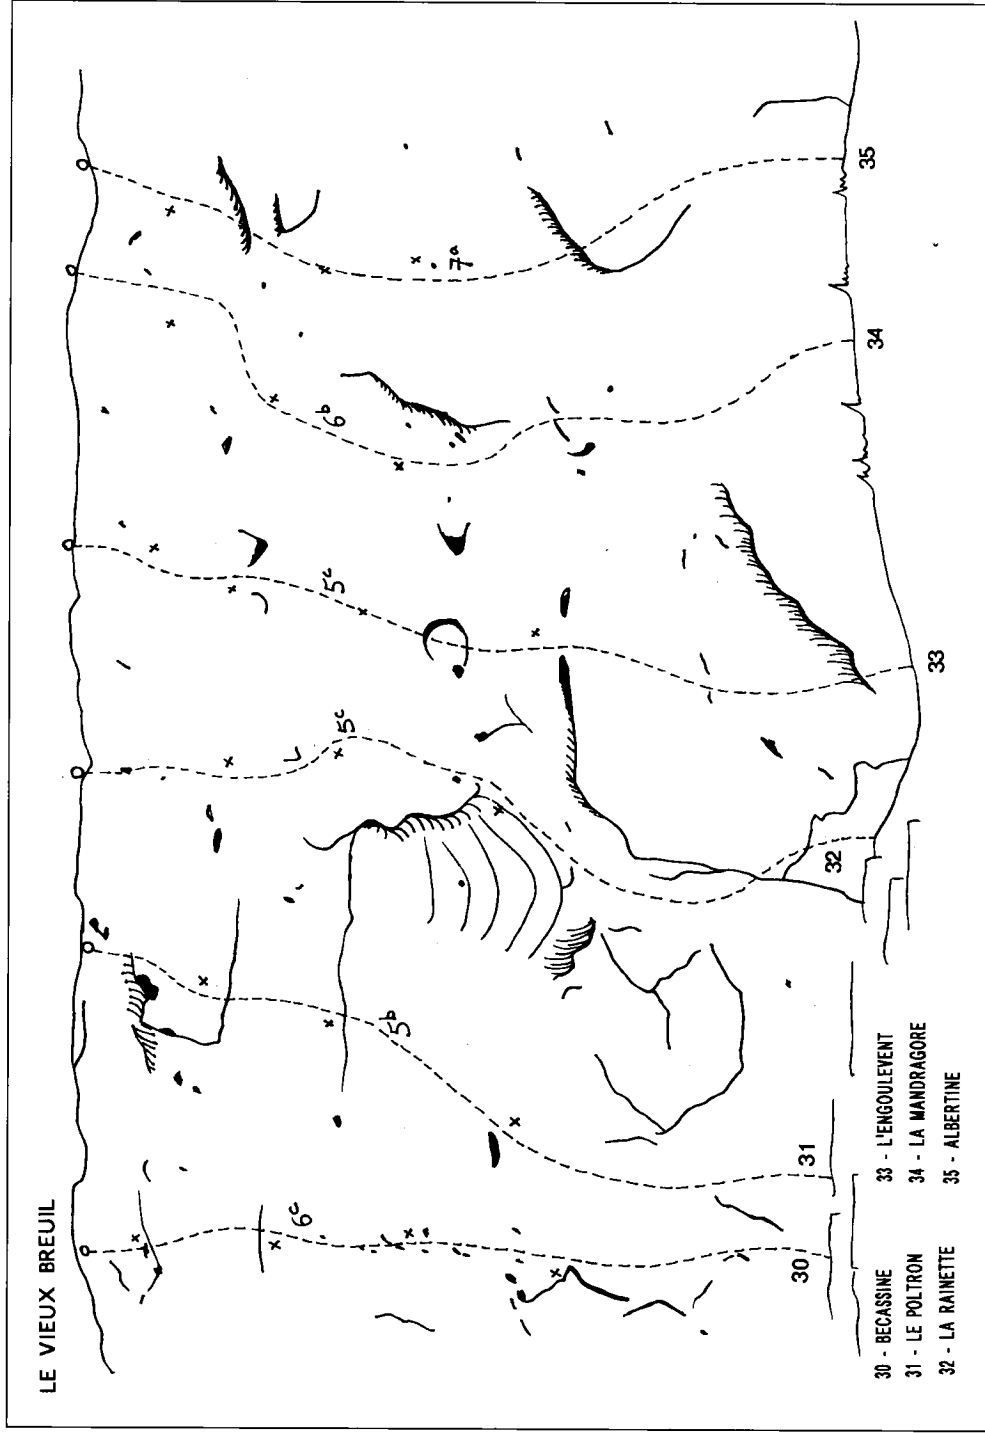 LE VIEUX BREUIL
6c
5b
5c
5c
6b
7a
30
31
32
33
34
35
30 - BECASSINE
31 - LE POLTRON
32 - LA RAINETTE
33 - L'ENGOULEVENT
34 - LA MANDRAGORE
35 - ALBERTINE